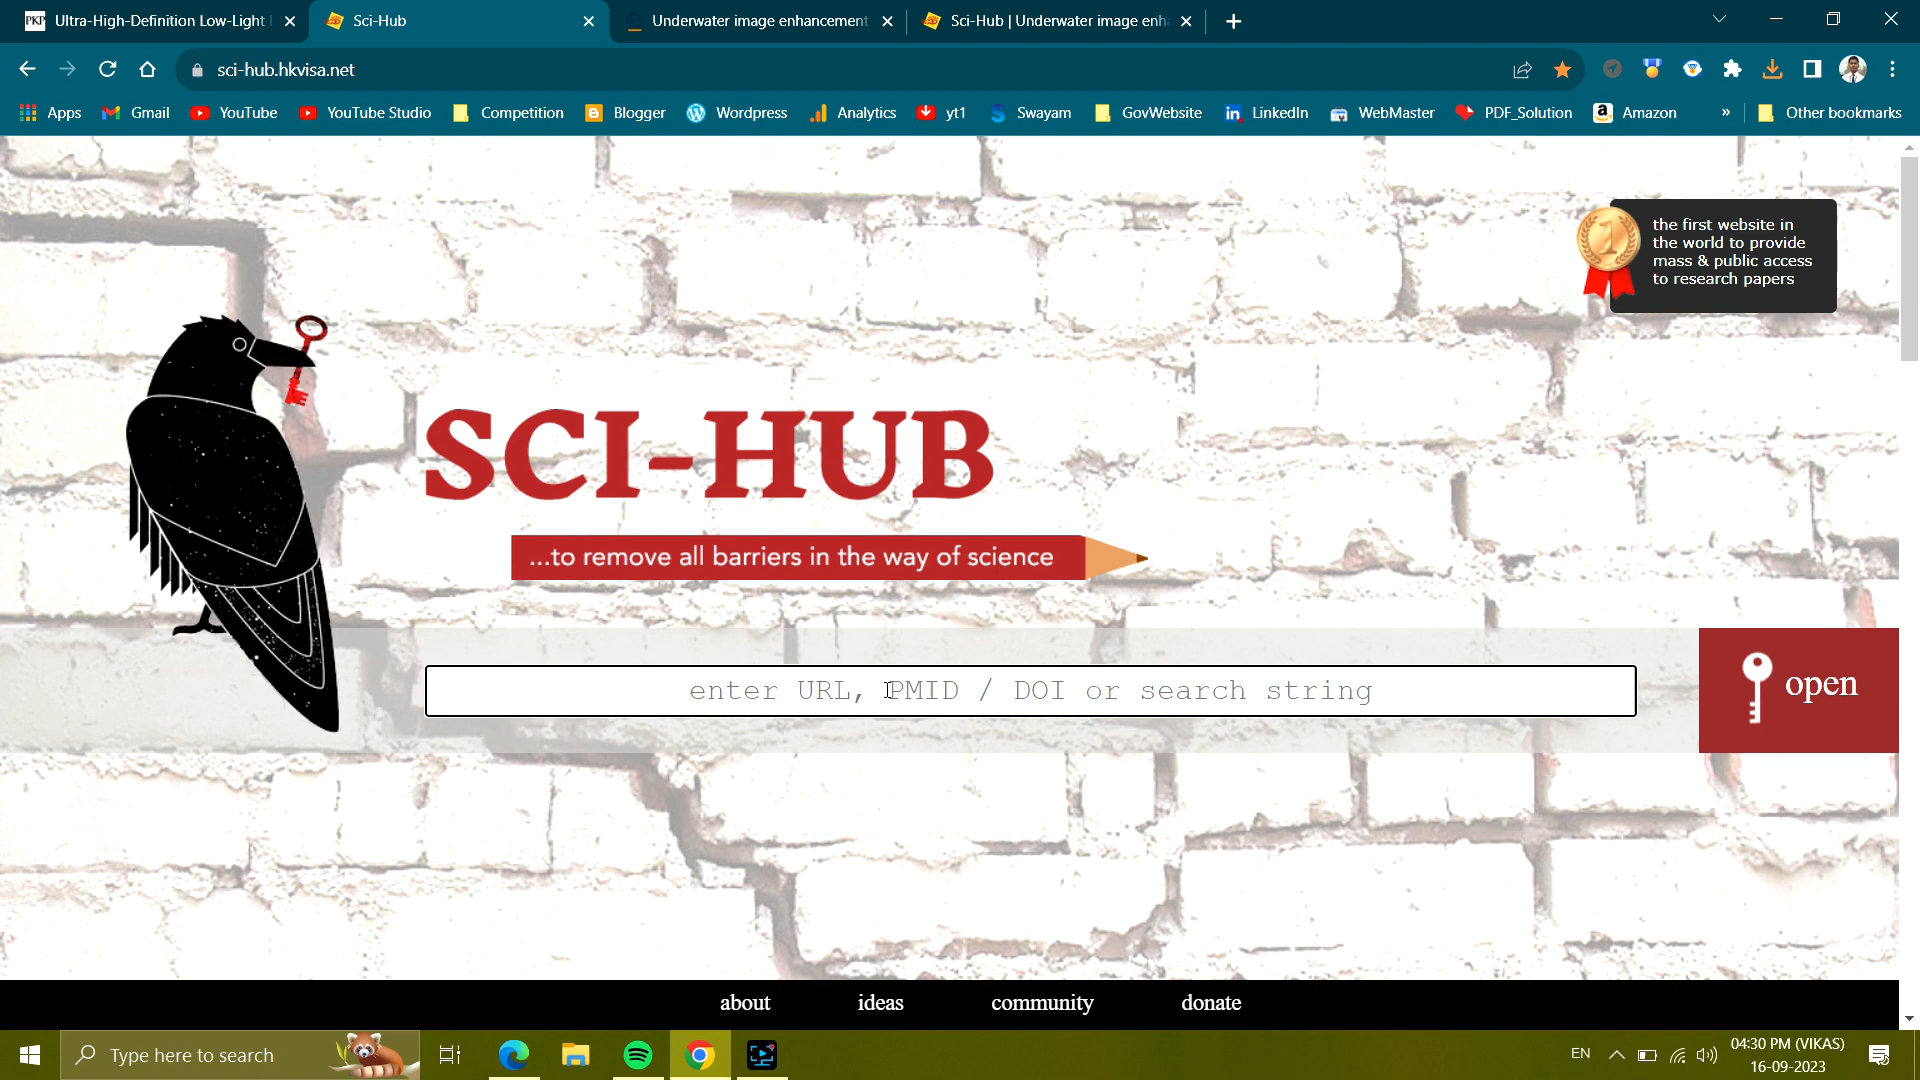 PKP Ultra-High-Definition Low-Light
Sci-Hub
Underwater image enhancement
Sci-Hub | Underwater image enh
sci-hub.hkvisa.net
Apps
Gmail
YouTube
YouTube Studio
Competition
Blogger
Wordpress
Analytics
yt1
Swayam
GovWebsite
LinkedIn
WebMaster
PDF_Solution
Amazon
»
Other bookmarks
1
the first website in
the world to provide
mass & public access
to research papers
SCI-HUB
...to remove all barriers in the way of science
enter URL, PMID / DOI or search string
open
about
ideas
community
donate
Type here to search
EN
04:30 PM (VIKAS)
16-09-2023